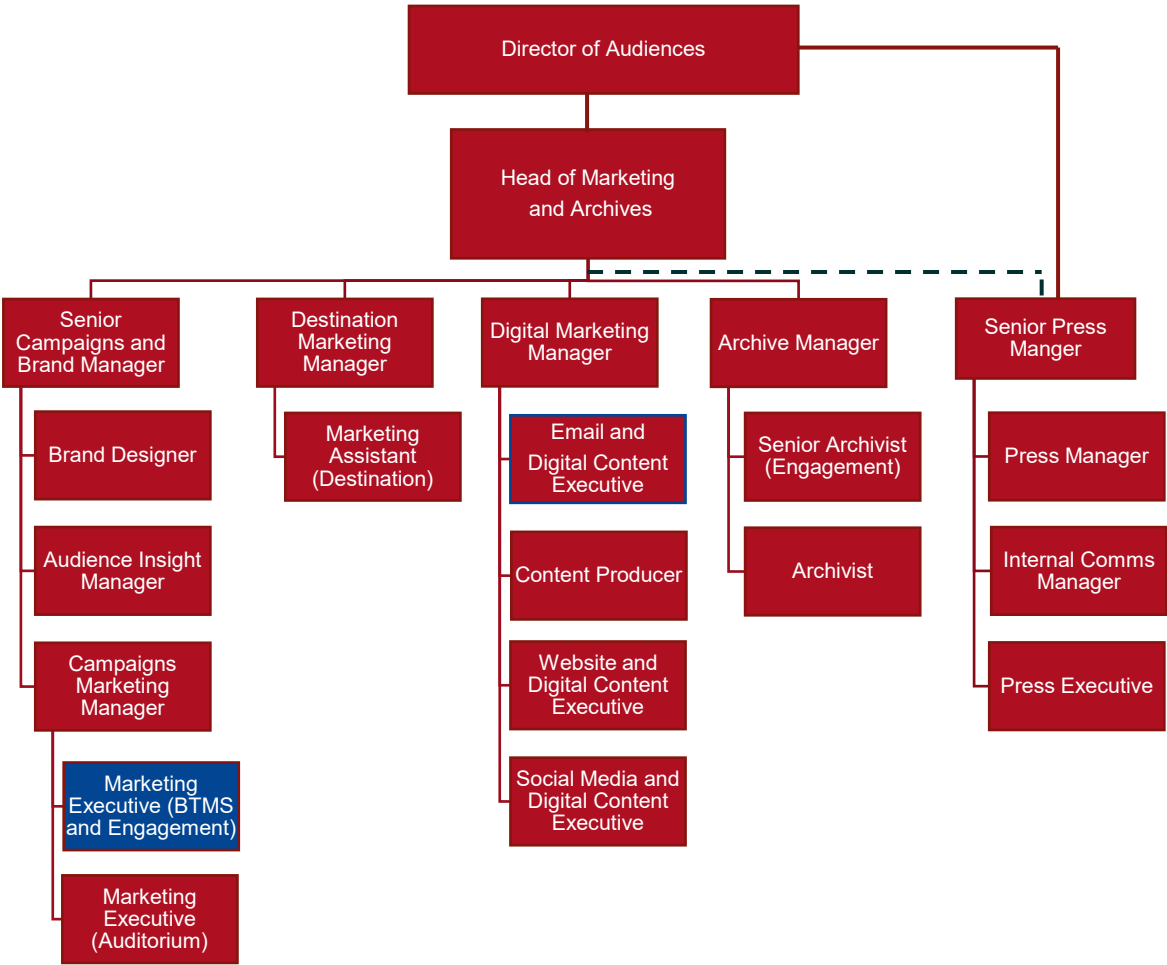 Director of Audiences
Head of Marketing
and Archives
Senior
Campaigns and
Brand Manager
Destination
Marketing
Manager
Digital Marketing
Manager
Archive Manager
Senior Press
Manger
Brand Designer
Audience Insight
Manager
Campaigns
Marketing
Manager
Marketing
Executive (BTMS
and Engagement)
Marketing
Executive
(Auditorium)
Marketing
Assistant
(Destination)
Email and
Digital Content
Executive
Content Producer
Website and
Digital Content
Executive
Social Media and
Digital Content
Executive
Senior Archivist
(Engagement)
Archivist
Press Manager
Internal Comms
Manager
Press Executive